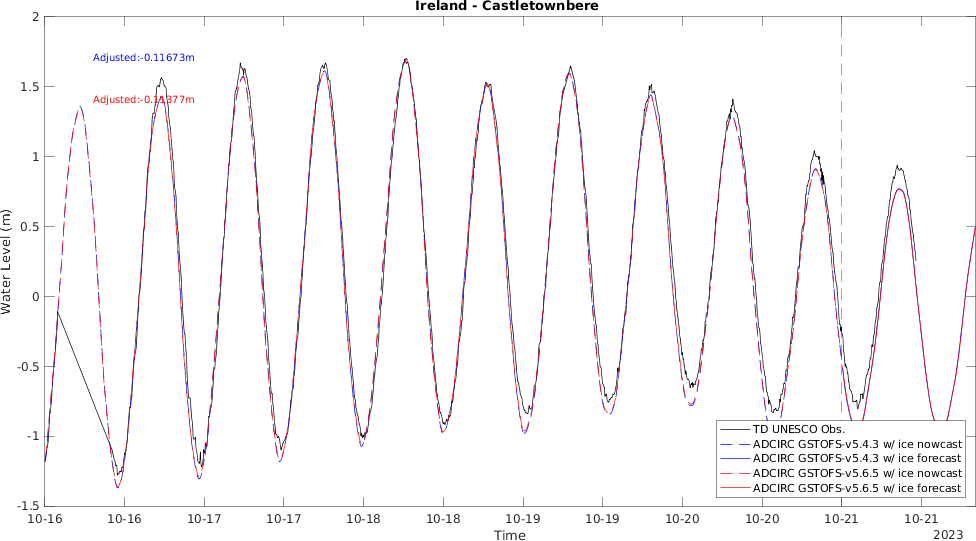 Ireland - Castletownbere
2
1.5
1
0.5
0
-0.5
-1
-1.5
Water Level (m)
Adjusted:-0.11673m
Adjusted:-0.11377m
TD UNESCO Obs.
ADCIRC GSTOFS-v5.4.3 w/ ice nowcast
ADCIRC GSTOFS-v5.4.3 w/ ice forecast
ADCIRC GSTOFS-v5.6.5 w/ ice nowcast
ADCIRC GSTOFS-v5.6.5 w/ ice forecast
10-16 10-16 10-17 10-17 10-18 10-18 10-19 10-19 10-20 10-20 10-21 10-21
Time
2023